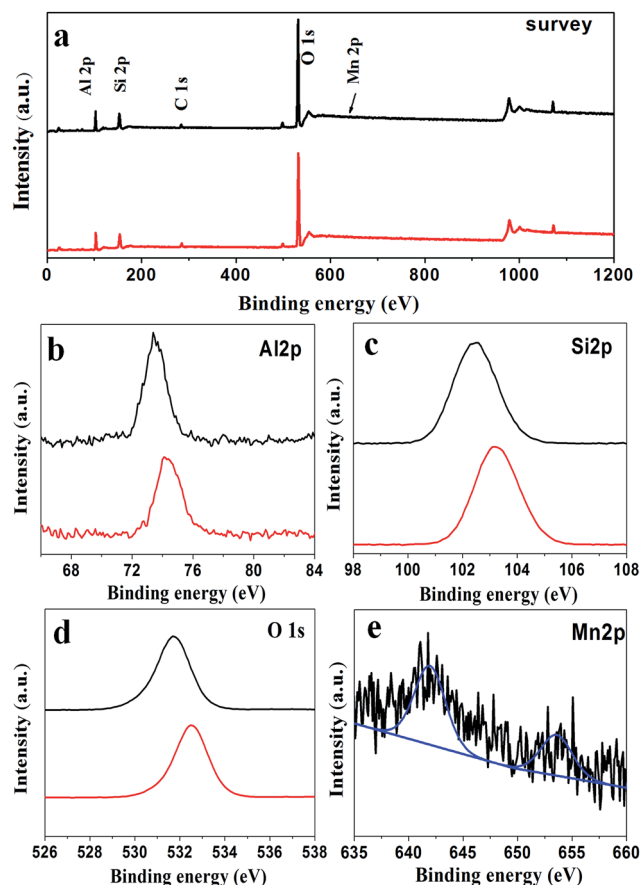 a
survey
Al 2p
Si 2p
C 1s
O 1s
Mn 2p
Intensity (a.u.)
0 200 400 600 800 1000 1200
Binding energy (eV)
b
Al2p
Intensity (a.u.)
68 72 76 80 84
Binding energy (eV)
c
Si2p
Intensity (a.u.)
98 100 102 104 106 108
Binding energy (eV)
d
O 1s
Intensity (a.u.)
526 528 530 532 534 536 538
Binding energy (eV)
e
Mn2p
Intensity (a.u.)
635 640 645 650 655 660
Binding energy (eV)